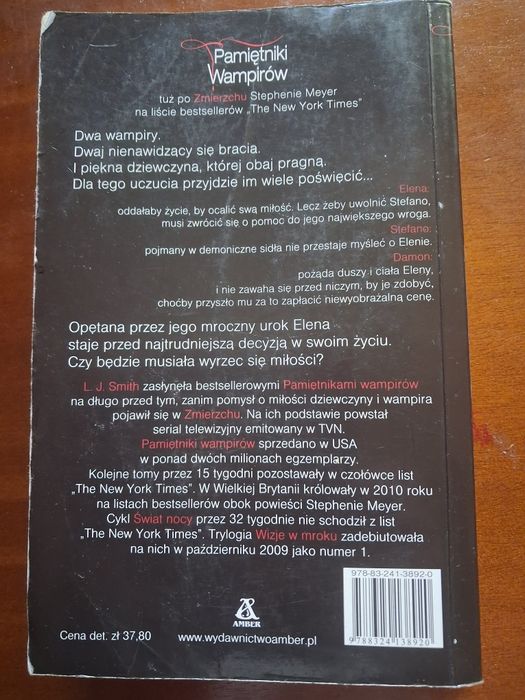 Pamiętniki
Wampirów
tuż po Zmierzchu Stephenie Meyer
na liście bestsellerów „The New York Times”
Dwa wampiry.
Dwaj nienawidzący się bracia.
I piękna dziewczyna, której obaj pragną.
Dla tego uczucia przyjdzie im wiele poświęcić...
Elena:
oddałaby życie, by ocalić swą miłość. Lecz żeby uwolnić Stefano,
musi zwrócić się o pomoc do jego największego wroga.
Stefano:
pojmany w demoniczne sidła nie przestaje myśleć o Elenie.
Damon:
pożąda duszy i ciała Eleny,
i nie zawaha się przed niczym, by je zdobyć,
choćby przyszło mu za to zapłacić niewyobrażalną cenę.
Opętana przez jego mroczny urok Elena
staje przed najtrudniejszą decyzją w swoim życiu.
Czy będzie musiała wyrzec się miłości?
L. J. Smith zasłynęła bestsellerowymi Pamiętnikami wampirów
na długo przed tym, zanim pomysł o miłości dziewczyny i wampira
pojawił się w Zmierzchu. Na ich podstawie powstał
serial telewizyjny emitowany w TVN.
Pamiętniki wampirów sprzedano w USA
w ponad dwóch milionach egzemplarzy.
Kolejne tomy przez 15 tygodni pozostawały w czołówce list
„The New York Times”. W Wielkiej Brytanii królowały w 2010 roku
na listach bestsellerów obok powieści Stephenie Meyer.
Cykl Świat nocy przez 32 tygodnie nie schodził z list
„The New York Times”. Trylogia Wizje w mroku zadebiutowała
na nich w październiku 2009 jako numer 1.
978-83-241-3892-0
9788324138920
AMBER
Cena det. zł 37,80
www.wydawnictwoamber.pl